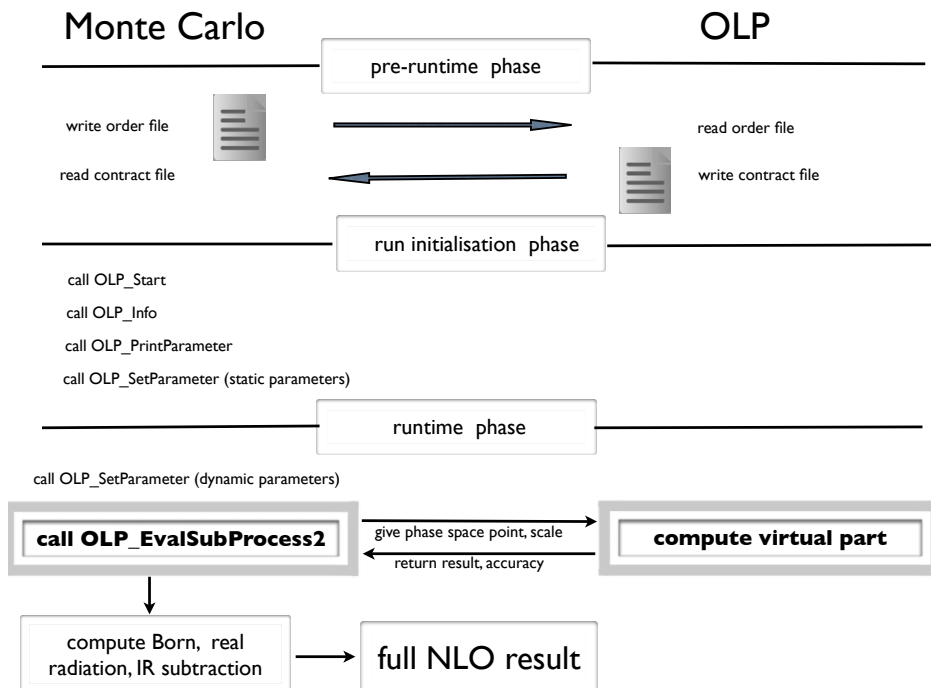 Monte Carlo
OLP
pre-runtime phase
write order file
read order file
read contract file
write contract file
run initialisation phase
call OLP_Start
call OLP_Info
call OLP_PrintParameter
call OLP_SetParameter (static parameters)
runtime phase
call OLP_SetParameter (dynamic parameters)
call OLP_EvalSubProcess2
give phase space point, scale
return result, accuracy
compute virtual part
compute Born, real
radiation, IR subtraction
full NLO result